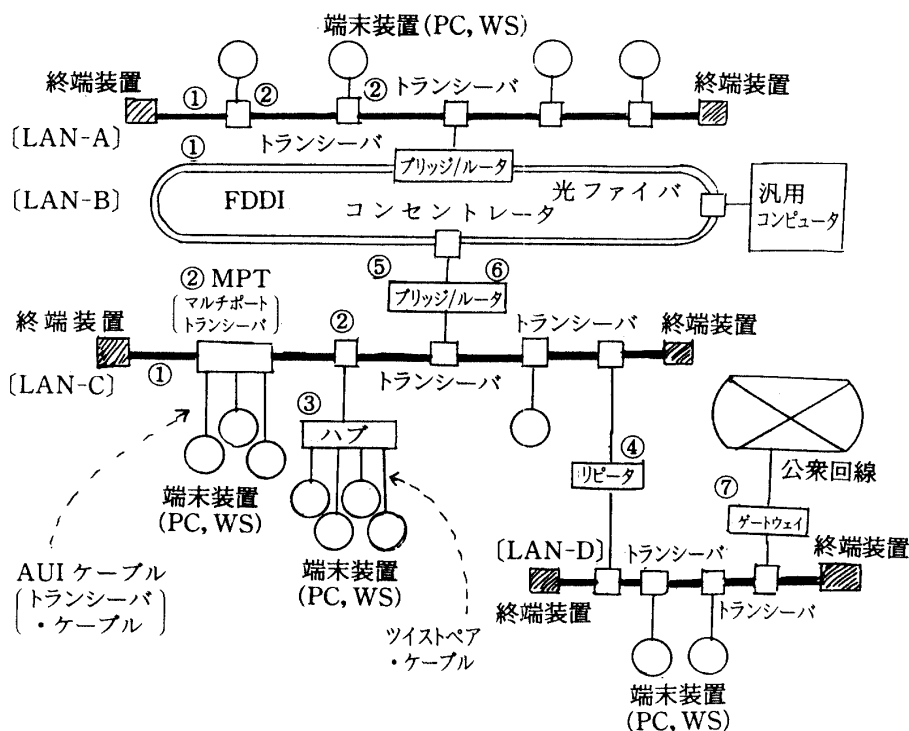 端末装置(PC, WS)
終端装置
①
②
②
トランシーバ
終端装置
[LAN-A]
トランシーバ
①
ブリッジ/ルータ
[LAN-B]
FDDI
光ファイバ
コンセントレータ
汎用
コンピュータ
⑤
⑥
② MPT
(マルチポート
トランシーバ)
ブリッジ/ルータ
終端装置
②
トランシーバ
終端装置
①
トランシーバ
[LAN-C]
③
ハブ
④
リピータ
公衆回線
⑦
ゲートウェイ
端末装置
(PC, WS)
[LAN-D]
トランシーバ
終端装置
AUI ケーブル
(トランシーバ
・ケーブル)
端末装置
(PC, WS)
終端装置
トランシーバ
ツイストペア
・ケーブル
端末装置
(PC, WS)